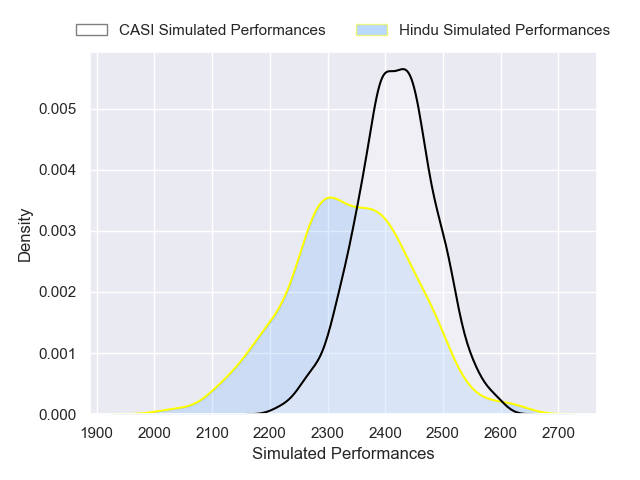 CASI Simulated Performances
Hindu Simulated Performances
0.005
0.004
0.003
0.002
0.001
0.000
Density
1900 2000 2100 2200 2300 2400 2500 2600 2700
Simulated Performances